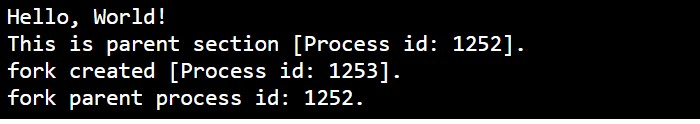 Hello, World!
This is parent section [Process id: 1252].
fork created [Process id: 1253].
fork parent process id: 1252.